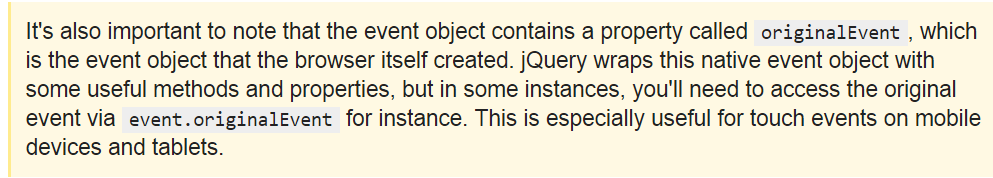 It's also important to note that the event object contains a property called originalEvent, which
is the event object that the browser itself created. jQuery wraps this native event object with
some useful methods and properties, but in some instances, you'll need to access the original
event via event.originalEvent for instance. This is especially useful for touch events on mobile
devices and tablets.